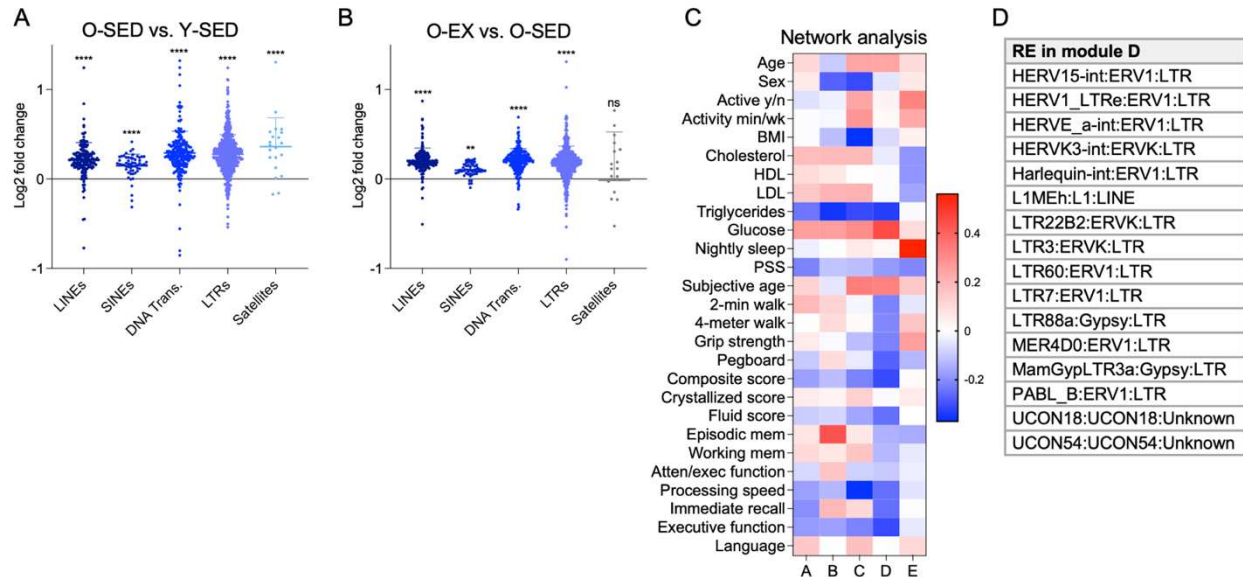 A
O-SED vs. Y-SED
Log2 fold change
1
0
-1
****
****
****
****
****
LINEs
SINEs
DNA Trans.
LTRs
Satellites
B
O-EX vs. O-SED
Log2 fold change
1
0
-1
****
**
****
****
ns
LINEs
SINEs
DNA Trans.
LTRs
Satellites
C
Network analysis
Age
Sex
Active y/n
Activity min/wk
BMI
Cholesterol
HDL
LDL
Triglycerides
Glucose
Nightly sleep
PSS
Subjective age
2-min walk
4-meter walk
Grip strength
Pegboard
Composite score
Crystallized score
Fluid score
Episodic mem
Working mem
Atten/exec function
Processing speed
Immediate recall
Executive function
Language
A B C D E
0.4
0.2
0
-0.2
D
RE in module D
HERV15-int:ERV1:LTR
HERV1_LTRe:ERV1:LTR
HERVE_a-int:ERV1:LTR
HERVK3-int:ERVK:LTR
Harlequin-int:ERV1:LTR
L1MEh:L1:LINE
LTR22B2:ERVK:LTR
LTR3:ERVK:LTR
LTR60:ERV1:LTR
LTR7:ERV1:LTR
LTR88a:Gypsy:LTR
MER4D0:ERV1:LTR
MamGypLTR3a:Gypsy:LTR
PABL_B:ERV1:LTR
UCON18:UCON18:Unknown
UCON54:UCON54:Unknown